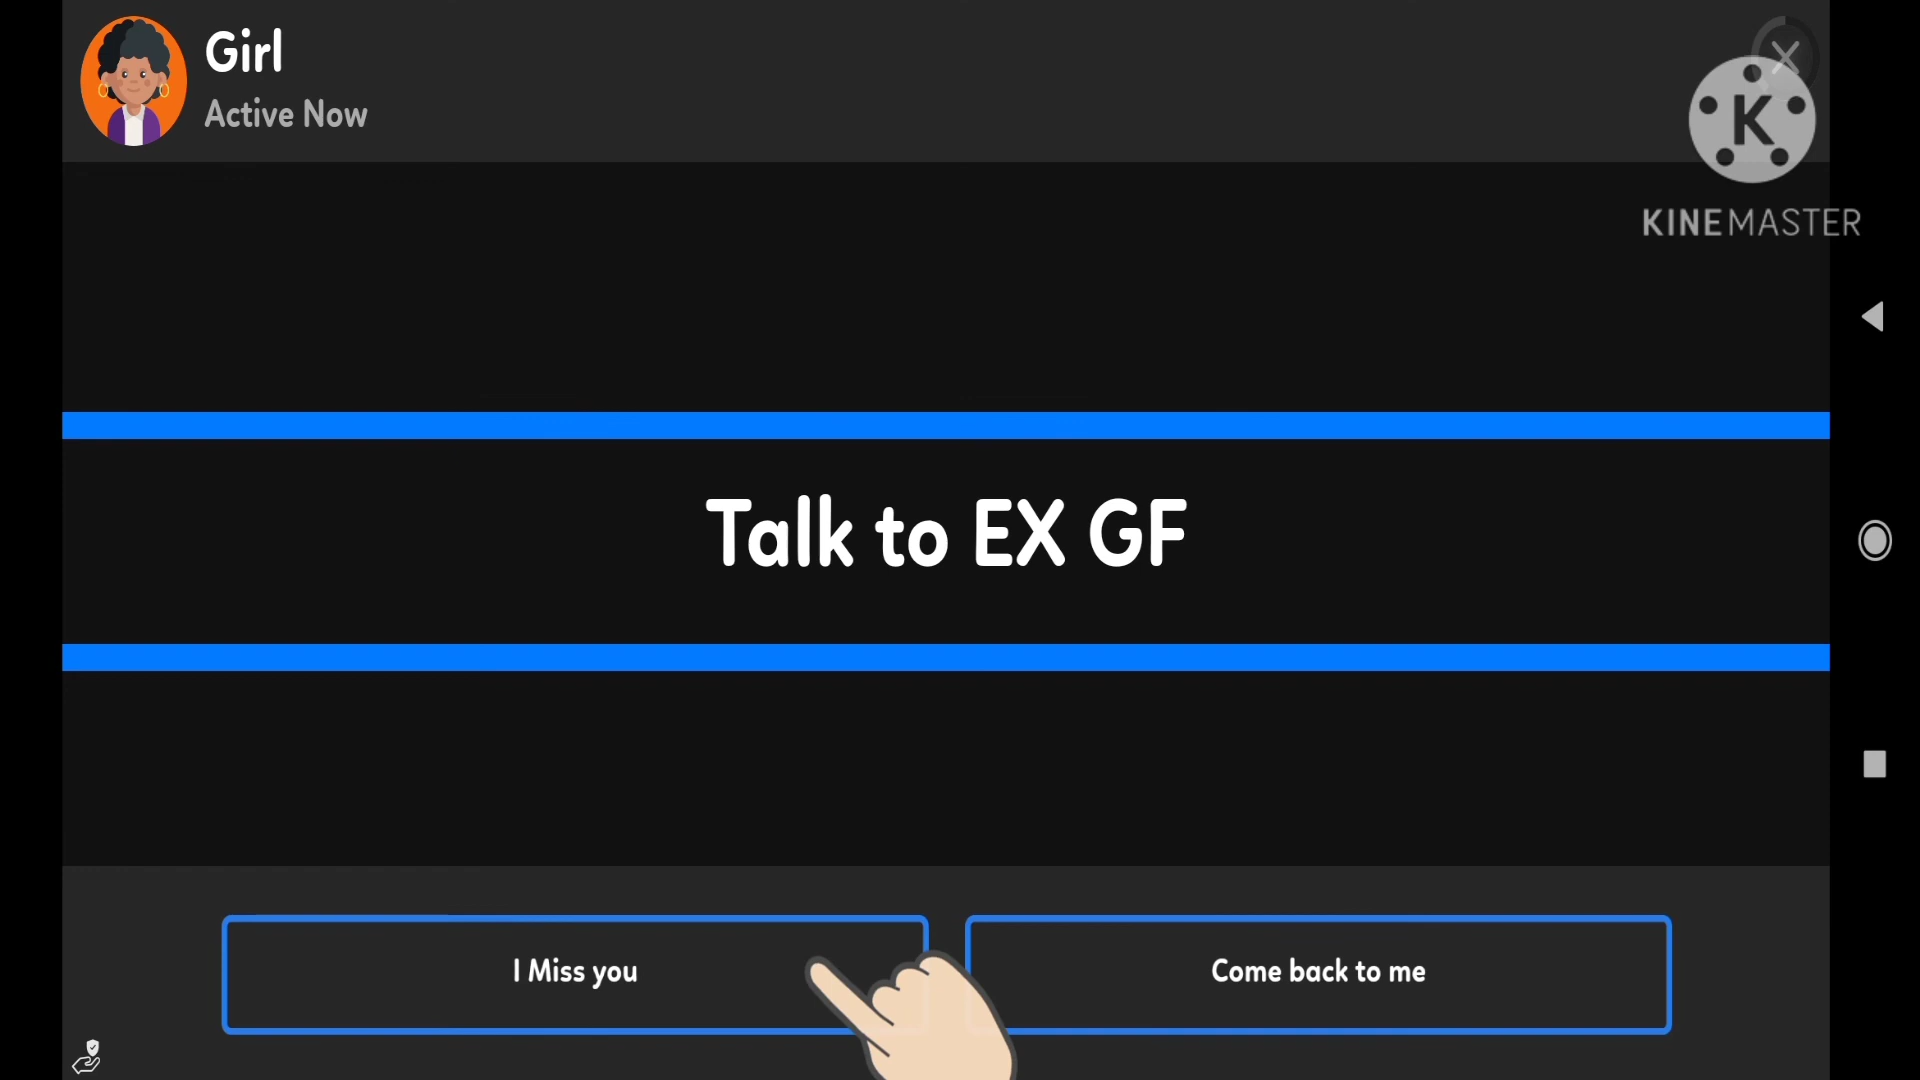 Girl
Active Now
X
K
KINEMASTER
Talk to EX GF
I Miss you
Come back to me